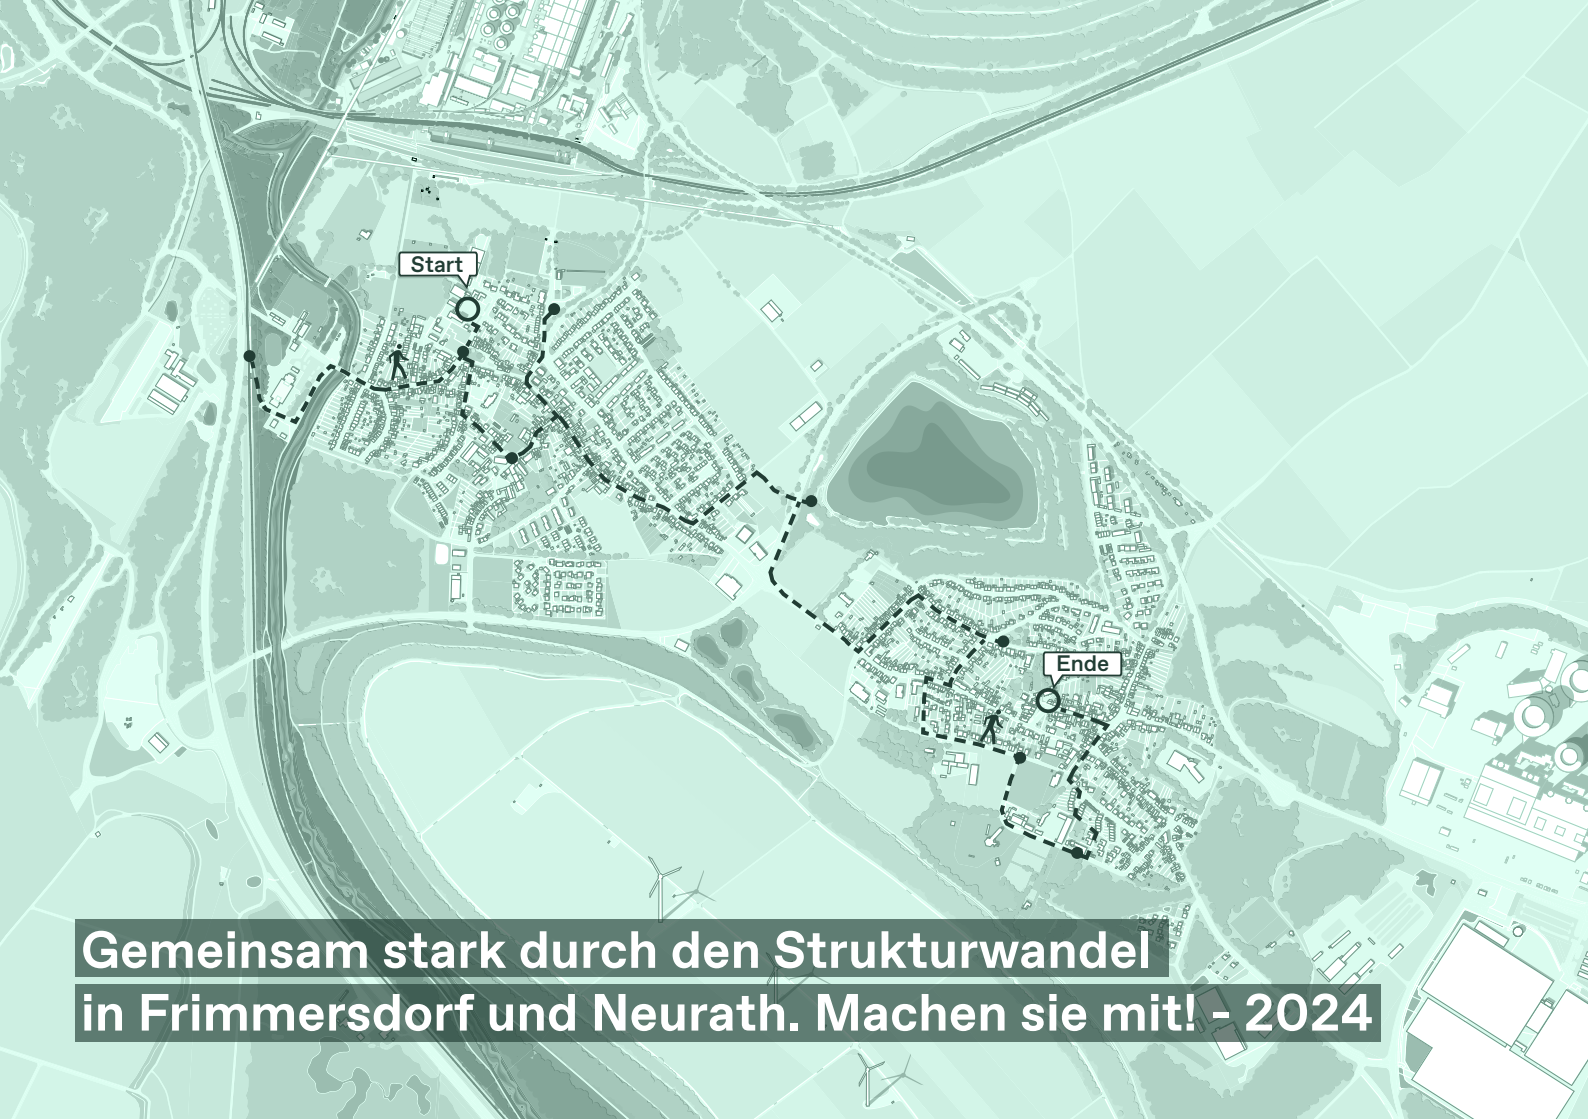 Start
Ende
Gemeinsam stark durch den Strukturwandel
in Frimmersdorf und Neurath. Machen sie mit! - 2024